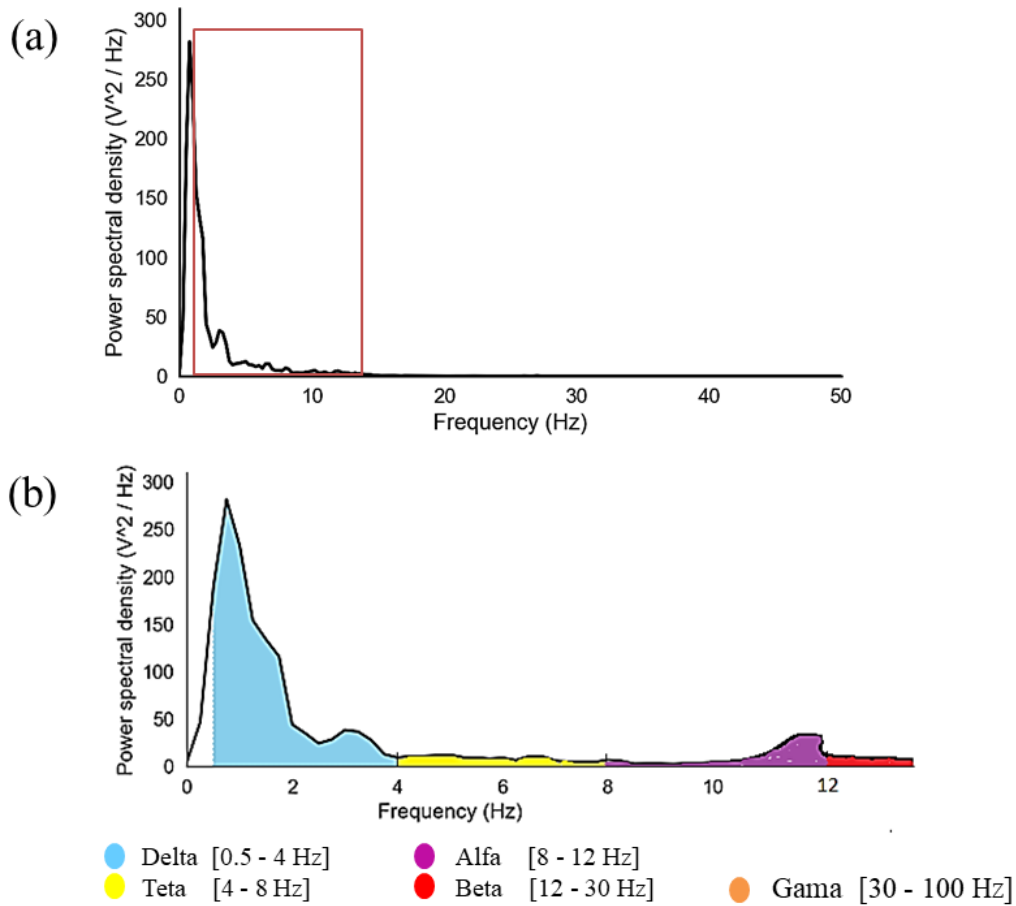 (a)
Power spectral density (V^2 / Hz)
300
250
200
150
100
50
0
0 10 20 30 40 50
Frequency (Hz)
(b)
Power spectral density (V^2 / Hz)
300
250
200
150
100
50
0
0 2 4 6 8 10 12
Frequency (Hz)
Delta [0.5 - 4 Hz] Alfa [8 - 12 Hz]
Teta [4 - 8 Hz] Beta [12 - 30 Hz] Gama [30 - 100 Hz]